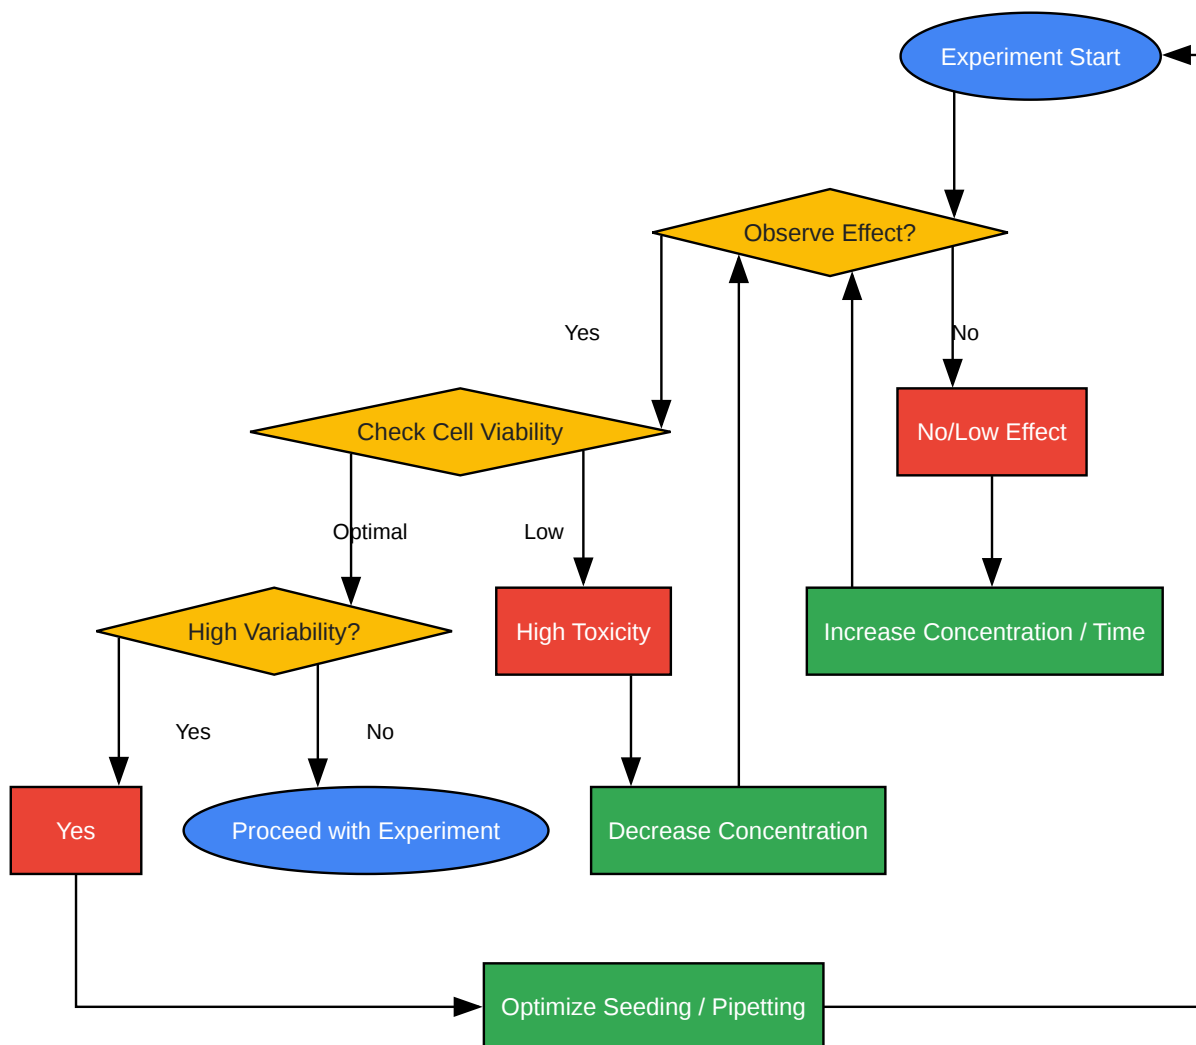 Experiment Start
Observe Effect?
Yes
No
Check Cell Viability
No/Low Effect
Optimal
Low
High Variability?
High Toxicity
Increase Concentration / Time
Yes
No
Yes
Proceed with Experiment
Decrease Concentration
Optimize Seeding / Pipetting